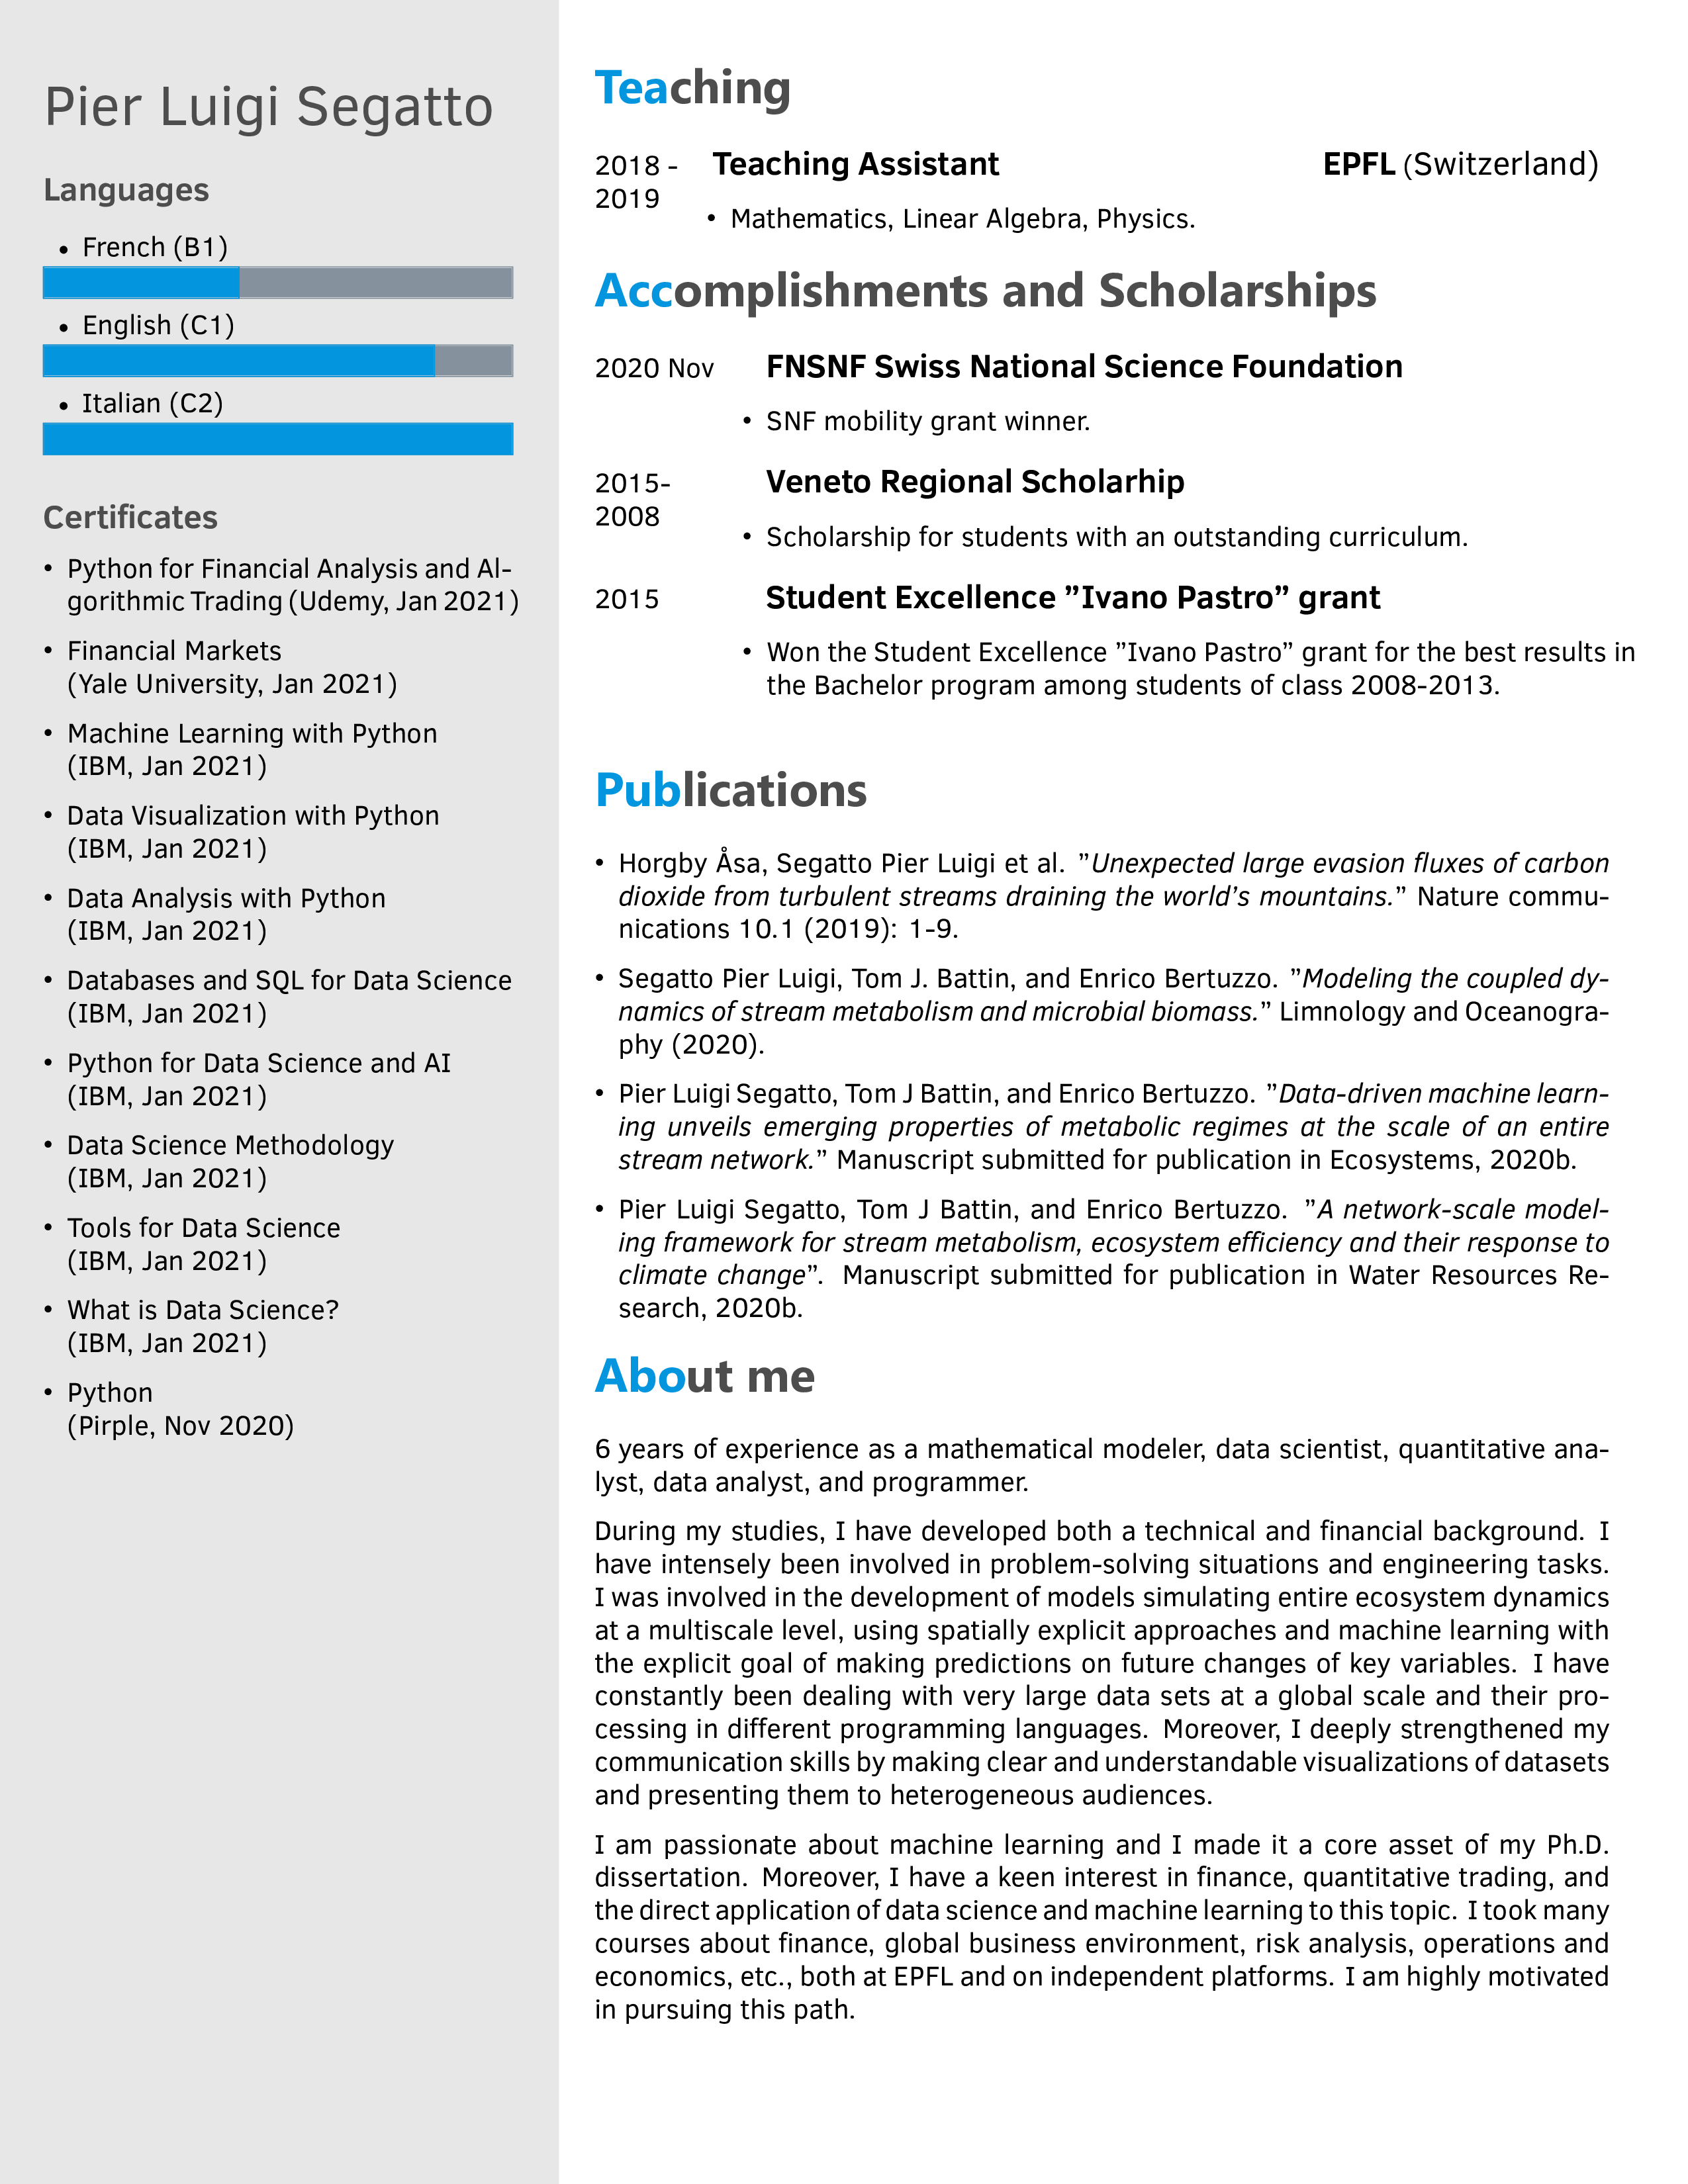 Pier Luigi Segatto
Languages
• French (B1)
• English (C1)
• Italian (C2)
Certificates
• Python for Financial Analysis and Al-
gorithmic Trading (Udemy, Jan 2021)
• Financial Markets
(Yale University, Jan 2021)
• Machine Learning with Python
(IBM, Jan 2021)
• Data Visualization with Python
(IBM, Jan 2021)
• Data Analysis with Python
(IBM, Jan 2021)
• Databases and SQL for Data Science
(IBM, Jan 2021)
• Python for Data Science and AI
(IBM, Jan 2021)
• Data Science Methodology
(IBM, Jan 2021)
• Tools for Data Science
(IBM, Jan 2021)
• What is Data Science?
(IBM, Jan 2021)
• Python
(Pirple, Nov 2020)
Teaching
2018 - Teaching Assistant EPFL (Switzerland)
2019
• Mathematics, Linear Algebra, Physics.
Accomplishments and Scholarships
2020 Nov FNSNF Swiss National Science Foundation
• SNF mobility grant winner.
2015- Veneto Regional Scholarhip
2008
• Scholarship for students with an outstanding curriculum.
2015 Student Excellence ”Ivano Pastro” grant
• Won the Student Excellence ”Ivano Pastro” grant for the best results in
the Bachelor program among students of class 2008-2013.
Publications
• Horgby Åsa, Segatto Pier Luigi et al. ”Unexpected large evasion fluxes of carbon
dioxide from turbulent streams draining the world’s mountains.” Nature commu-
nications 10.1 (2019): 1-9.
• Segatto Pier Luigi, Tom J. Battin, and Enrico Bertuzzo. ”Modeling the coupled dy-
namics of stream metabolism and microbial biomass.” Limnology and Oceanogra-
phy (2020).
• Pier Luigi Segatto, Tom J Battin, and Enrico Bertuzzo. ”Data-driven machine learn-
ing unveils emerging properties of metabolic regimes at the scale of an entire
stream network.” Manuscript submitted for publication in Ecosystems, 2020b.
• Pier Luigi Segatto, Tom J Battin, and Enrico Bertuzzo. ”A network-scale model-
ing framework for stream metabolism, ecosystem efficiency and their response to
climate change”. Manuscript submitted for publication in Water Resources Re-
search, 2020b.
About me
6 years of experience as a mathematical modeler, data scientist, quantitative ana-
lyst, data analyst, and programmer.
During my studies, I have developed both a technical and financial background. I
have intensely been involved in problem-solving situations and engineering tasks.
I was involved in the development of models simulating entire ecosystem dynamics
at a multiscale level, using spatially explicit approaches and machine learning with
the explicit goal of making predictions on future changes of key variables. I have
constantly been dealing with very large data sets at a global scale and their pro-
cessing in different programming languages. Moreover, I deeply strengthened my
communication skills by making clear and understandable visualizations of datasets
and presenting them to heterogeneous audiences.
I am passionate about machine learning and I made it a core asset of my Ph.D.
dissertation. Moreover, I have a keen interest in finance, quantitative trading, and
the direct application of data science and machine learning to this topic. I took many
courses about finance, global business environment, risk analysis, operations and
economics, etc., both at EPFL and on independent platforms. I am highly motivated
in pursuing this path.